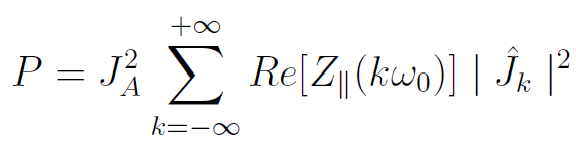 P = J_A^2 \sum_{k=-\infty}^{+\infty} Re[Z_{\parallel}(k\omega_0)] | \hat{J}_k |^2